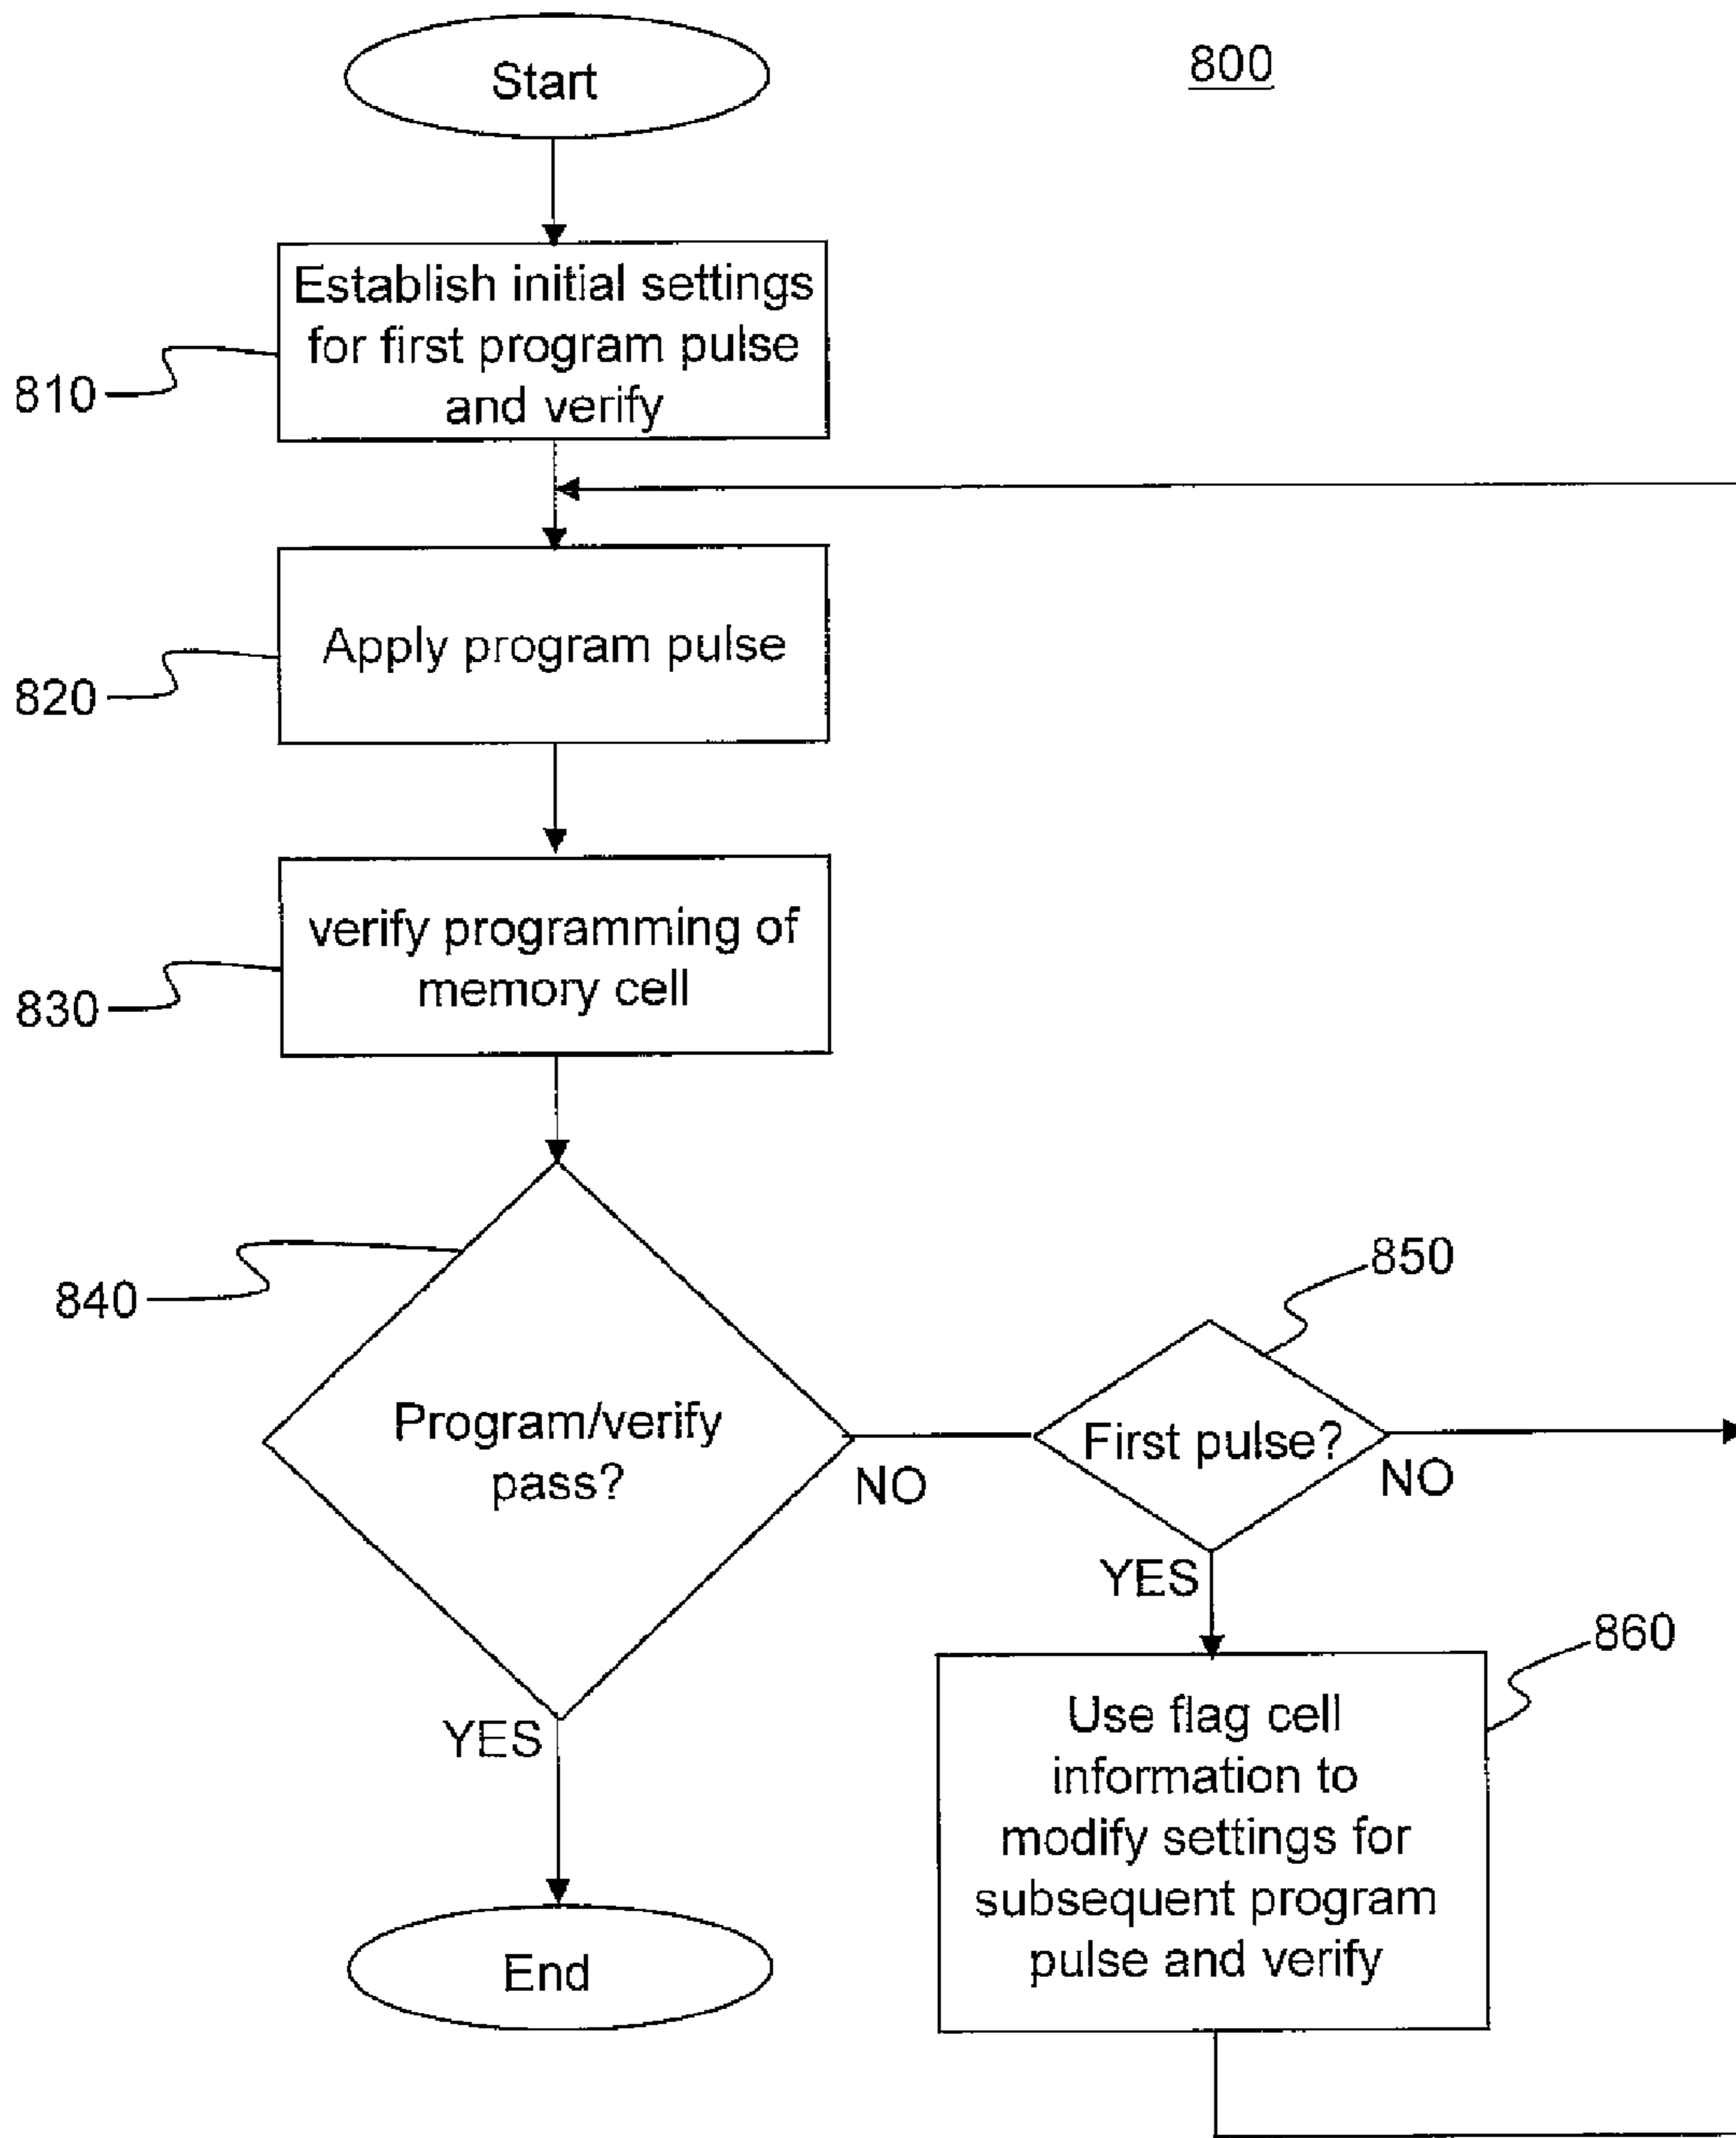 Start
800
Establish initial settings
for first program pulse
and verify
810
Apply program pulse
820
verify programming of
memory cell
830
840
Program/verify
pass?
NO
850
First pulse?
NO
YES
YES
860
Use flag cell
information to
modify settings for
subsequent program
pulse and verify
End